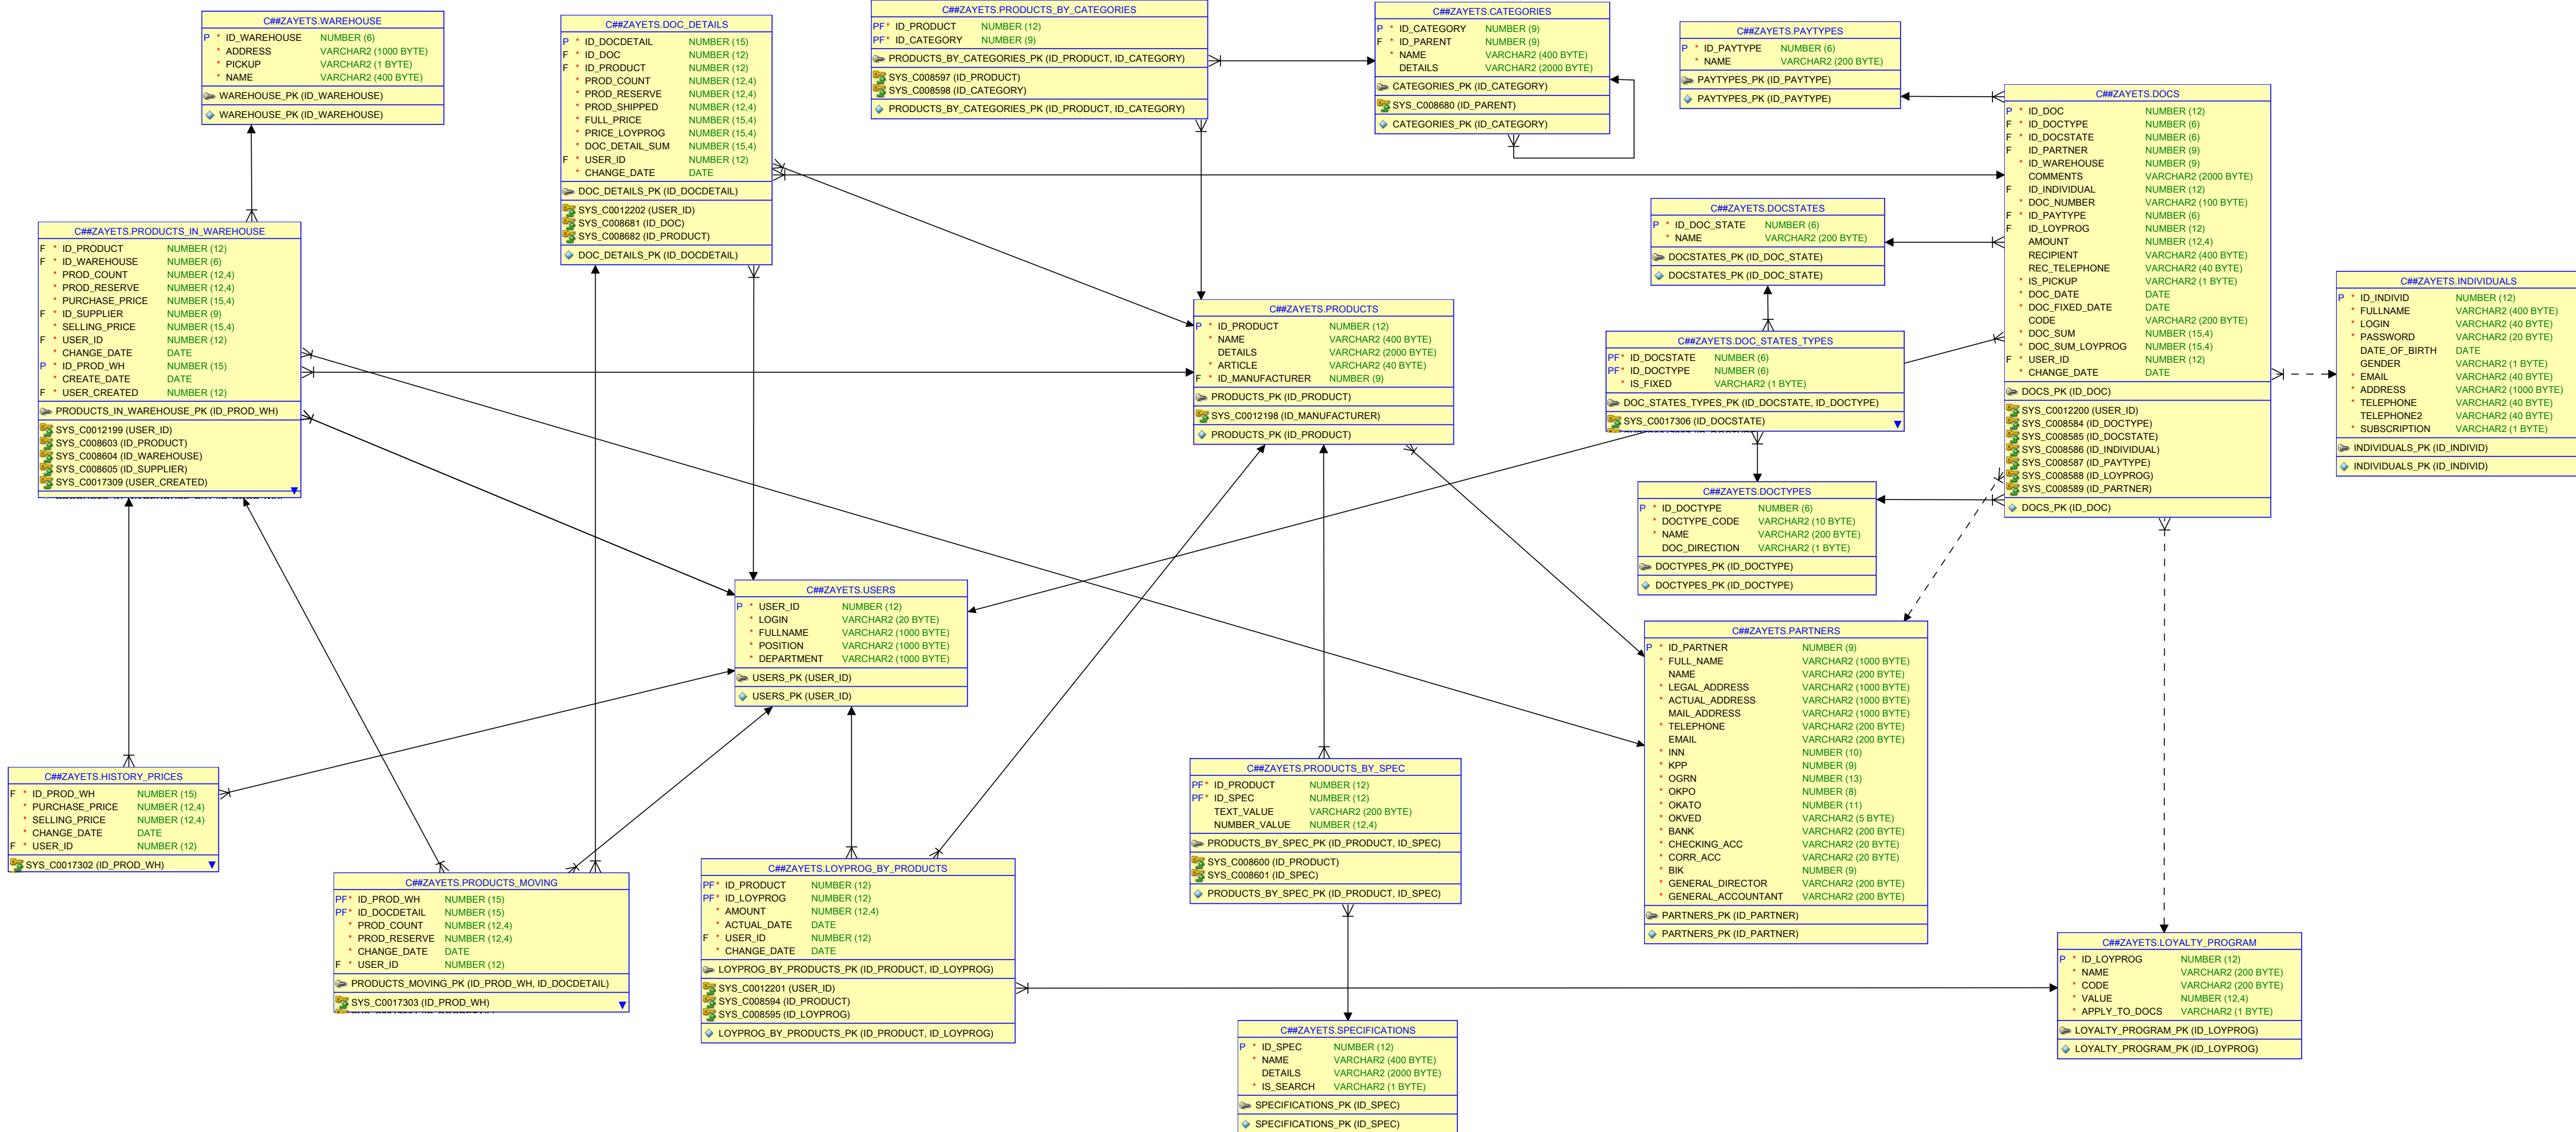 C##ZAYETS.WAREHOUSE
P * ID_WAREHOUSE NUMBER (6)
* ADDRESS VARCHAR2 (1000 BYTE)
* PICKUP VARCHAR2 (1 BYTE)
* NAME VARCHAR2 (400 BYTE)
WAREHOUSE_PK (ID_WAREHOUSE)
WAREHOUSE_PK (ID_WAREHOUSE)
C##ZAYETS.DOC_DETAILS
P * ID_DOCDETAIL NUMBER (15)
F * ID_DOC NUMBER (12)
F * ID_PRODUCT NUMBER (12)
* PROD_COUNT NUMBER (12,4)
* PROD_RESERVE NUMBER (12,4)
* PROD_SHIPPED NUMBER (12,4)
* FULL_PRICE NUMBER (15,4)
* PRICE_LOYPROG NUMBER (15,4)
* DOC_DETAIL_SUM NUMBER (15,4)
F * USER_ID NUMBER (12)
* CHANGE_DATE DATE
DOC_DETAILS_PK (ID_DOCDETAIL)
SYS_C0012202 (USER_ID)
SYS_C008681 (ID_DOC)
SYS_C008682 (ID_PRODUCT)
DOC_DETAILS_PK (ID_DOCDETAIL)
C##ZAYETS.PRODUCTS_BY_CATEGORIES
PF* ID_PRODUCT NUMBER (12)
PF* ID_CATEGORY NUMBER (9)
PRODUCTS_BY_CATEGORIES_PK (ID_PRODUCT, ID_CATEGORY)
SYS_C008597 (ID_PRODUCT)
SYS_C008598 (ID_CATEGORY)
PRODUCTS_BY_CATEGORIES_PK (ID_PRODUCT, ID_CATEGORY)
C##ZAYETS.CATEGORIES
P * ID_CATEGORY NUMBER (9)
F ID_PARENT NUMBER (9)
* NAME VARCHAR2 (400 BYTE)
DETAILS VARCHAR2 (2000 BYTE)
CATEGORIES_PK (ID_CATEGORY)
SYS_C008680 (ID_PARENT)
CATEGORIES_PK (ID_CATEGORY)
C##ZAYETS.PAYTYPES
P * ID_PAYTYPE NUMBER (6)
* NAME VARCHAR2 (200 BYTE)
PAYTYPES_PK (ID_PAYTYPE)
PAYTYPES_PK (ID_PAYTYPE)
C##ZAYETS.DOCS
P * ID_DOC NUMBER (12)
F * ID_DOCTYPE NUMBER (6)
F * ID_DOCSTATE NUMBER (6)
F ID_PARTNER NUMBER (9)
* ID_WAREHOUSE NUMBER (9)
COMMENTS VARCHAR2 (2000 BYTE)
F ID_INDIVIDUAL NUMBER (12)
* DOC_NUMBER VARCHAR2 (100 BYTE)
F * ID_PAYTYPE NUMBER (6)
F ID_LOYPROG NUMBER (12)
AMOUNT NUMBER (12,4)
RECIPIENT VARCHAR2 (400 BYTE)
REC_TELEPHONE VARCHAR2 (40 BYTE)
* IS_PICKUP VARCHAR2 (1 BYTE)
* DOC_DATE DATE
* DOC_FIXED_DATE DATE
CODE VARCHAR2 (200 BYTE)
* DOC_SUM NUMBER (15,4)
* DOC_SUM_LOYPROG NUMBER (15,4)
F * USER_ID NUMBER (12)
* CHANGE_DATE DATE
DOCS_PK (ID_DOC)
SYS_C0012200 (USER_ID)
SYS_C008584 (ID_DOCTYPE)
SYS_C008585 (ID_DOCSTATE)
SYS_C008586 (ID_INDIVIDUAL)
SYS_C008587 (ID_PAYTYPE)
SYS_C008588 (ID_LOYPROG)
SYS_C008589 (ID_PARTNER)
DOCS_PK (ID_DOC)
C##ZAYETS.DOCSTATES
P * ID_DOC_STATE NUMBER (6)
* NAME VARCHAR2 (200 BYTE)
DOCSTATES_PK (ID_DOC_STATE)
DOCSTATES_PK (ID_DOC_STATE)
C##ZAYETS.PRODUCTS_IN_WAREHOUSE
F * ID_PRODUCT NUMBER (12)
F * ID_WAREHOUSE NUMBER (6)
* PROD_COUNT NUMBER (12,4)
* PROD_RESERVE NUMBER (12,4)
* PURCHASE_PRICE NUMBER (15,4)
F * ID_SUPPLIER NUMBER (9)
* SELLING_PRICE NUMBER (15,4)
F * USER_ID NUMBER (12)
* CHANGE_DATE DATE
P * ID_PROD_WH NUMBER (15)
* CREATE_DATE DATE
F * USER_CREATED NUMBER (12)
PRODUCTS_IN_WAREHOUSE_PK (ID_PROD_WH)
SYS_C0012199 (USER_ID)
SYS_C008603 (ID_PRODUCT)
SYS_C008604 (ID_WAREHOUSE)
SYS_C008605 (ID_SUPPLIER)
SYS_C0017309 (USER_CREATED)
C##ZAYETS.INDIVIDUALS
P * ID_INDIVID NUMBER (12)
* FULLNAME VARCHAR2 (400 BYTE)
* LOGIN VARCHAR2 (40 BYTE)
* PASSWORD VARCHAR2 (20 BYTE)
DATE_OF_BIRTH DATE
GENDER VARCHAR2 (1 BYTE)
* EMAIL VARCHAR2 (40 BYTE)
* ADDRESS VARCHAR2 (1000 BYTE)
* TELEPHONE VARCHAR2 (40 BYTE)
TELEPHONE2 VARCHAR2 (40 BYTE)
* SUBSCRIPTION VARCHAR2 (1 BYTE)
INDIVIDUALS_PK (ID_INDIVID)
INDIVIDUALS_PK (ID_INDIVID)
C##ZAYETS.PRODUCTS
P * ID_PRODUCT NUMBER (12)
* NAME VARCHAR2 (400 BYTE)
DETAILS VARCHAR2 (2000 BYTE)
* ARTICLE VARCHAR2 (40 BYTE)
F * ID_MANUFACTURER NUMBER (9)
PRODUCTS_PK (ID_PRODUCT)
SYS_C0012198 (ID_MANUFACTURER)
PRODUCTS_PK (ID_PRODUCT)
C##ZAYETS.DOC_STATES_TYPES
PF* ID_DOCSTATE NUMBER (6)
PF* ID_DOCTYPE NUMBER (6)
* IS_FIXED VARCHAR2 (1 BYTE)
DOC_STATES_TYPES_PK (ID_DOCSTATE, ID_DOCTYPE)
SYS_C0017306 (ID_DOCSTATE)
C##ZAYETS.DOCTYPES
P * ID_DOCTYPE NUMBER (6)
* DOCTYPE_CODE VARCHAR2 (10 BYTE)
* NAME VARCHAR2 (200 BYTE)
DOC_DIRECTION VARCHAR2 (1 BYTE)
DOCTYPES_PK (ID_DOCTYPE)
DOCTYPES_PK (ID_DOCTYPE)
C##ZAYETS.USERS
P * USER_ID NUMBER (12)
* LOGIN VARCHAR2 (20 BYTE)
* FULLNAME VARCHAR2 (1000 BYTE)
* POSITION VARCHAR2 (1000 BYTE)
* DEPARTMENT VARCHAR2 (1000 BYTE)
USERS_PK (USER_ID)
USERS_PK (USER_ID)
C##ZAYETS.PARTNERS
P * ID_PARTNER NUMBER (9)
* FULL_NAME VARCHAR2 (1000 BYTE)
NAME VARCHAR2 (200 BYTE)
* LEGAL_ADDRESS VARCHAR2 (1000 BYTE)
* ACTUAL_ADDRESS VARCHAR2 (1000 BYTE)
MAIL_ADDRESS VARCHAR2 (1000 BYTE)
* TELEPHONE VARCHAR2 (200 BYTE)
EMAIL VARCHAR2 (200 BYTE)
* INN NUMBER (10)
* KPP NUMBER (9)
* OGRN NUMBER (13)
* OKPO NUMBER (8)
* OKATO NUMBER (11)
* OKVED VARCHAR2 (5 BYTE)
* BANK VARCHAR2 (200 BYTE)
* CHECKING_ACC VARCHAR2 (20 BYTE)
* CORR_ACC VARCHAR2 (20 BYTE)
* BIK NUMBER (9)
* GENERAL_DIRECTOR VARCHAR2 (200 BYTE)
* GENERAL_ACCOUNTANT VARCHAR2 (200 BYTE)
PARTNERS_PK (ID_PARTNER)
PARTNERS_PK (ID_PARTNER)
C##ZAYETS.HISTORY_PRICES
F * ID_PROD_WH NUMBER (15)
* PURCHASE_PRICE NUMBER (12,4)
* SELLING_PRICE NUMBER (12,4)
* CHANGE_DATE DATE
F * USER_ID NUMBER (12)
SYS_C0017302 (ID_PROD_WH)
C##ZAYETS.PRODUCTS_MOVING
PF* ID_PROD_WH NUMBER (15)
PF* ID_DOCDETAIL NUMBER (15)
* PROD_COUNT NUMBER (12,4)
* PROD_RESERVE NUMBER (12,4)
* CHANGE_DATE DATE
F * USER_ID NUMBER (12)
PRODUCTS_MOVING_PK (ID_PROD_WH, ID_DOCDETAIL)
SYS_C0017303 (ID_PROD_WH)
C##ZAYETS.LOYPROG_BY_PRODUCTS
PF* ID_PRODUCT NUMBER (12)
PF* ID_LOYPROG NUMBER (12)
* AMOUNT NUMBER (12,4)
* ACTUAL_DATE DATE
F * USER_ID NUMBER (12)
* CHANGE_DATE DATE
LOYPROG_BY_PRODUCTS_PK (ID_PRODUCT, ID_LOYPROG)
SYS_C0012201 (USER_ID)
SYS_C008594 (ID_PRODUCT)
SYS_C008595 (ID_LOYPROG)
LOYPROG_BY_PRODUCTS_PK (ID_PRODUCT, ID_LOYPROG)
C##ZAYETS.PRODUCTS_BY_SPEC
PF* ID_PRODUCT NUMBER (12)
PF* ID_SPEC NUMBER (12)
TEXT_VALUE VARCHAR2 (200 BYTE)
NUMBER_VALUE NUMBER (12,4)
PRODUCTS_BY_SPEC_PK (ID_PRODUCT, ID_SPEC)
SYS_C008600 (ID_PRODUCT)
SYS_C008601 (ID_SPEC)
PRODUCTS_BY_SPEC_PK (ID_PRODUCT, ID_SPEC)
C##ZAYETS.LOYALTY_PROGRAM
P * ID_LOYPROG NUMBER (12)
* NAME VARCHAR2 (200 BYTE)
* CODE VARCHAR2 (200 BYTE)
* VALUE NUMBER (12,4)
* APPLY_TO_DOCS VARCHAR2 (1 BYTE)
LOYALTY_PROGRAM_PK (ID_LOYPROG)
LOYALTY_PROGRAM_PK (ID_LOYPROG)
C##ZAYETS.SPECIFICATIONS
P * ID_SPEC NUMBER (12)
* NAME VARCHAR2 (400 BYTE)
DETAILS VARCHAR2 (2000 BYTE)
* IS_SEARCH VARCHAR2 (1 BYTE)
SPECIFICATIONS_PK (ID_SPEC)
SPECIFICATIONS_PK (ID_SPEC)